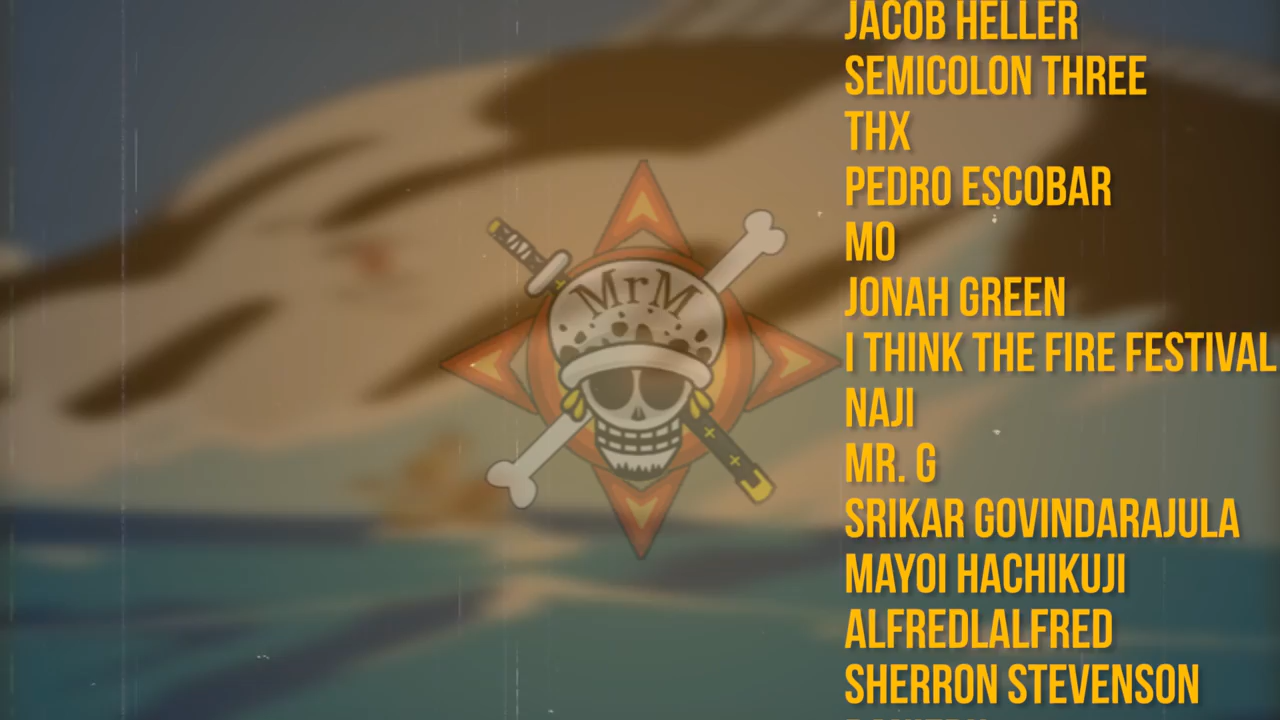 JACOB HELLER
SEMICOLON THREE
THX
PEDRO ESCOBAR
MO
JONAH GREEN
I THINK THE FIRE FESTIVAL
NAJI
MR. G
SRIKAR GOVINDARAJULA
MAYOI HACHIKUJI
ALFREDLALFRED
SHERRON STEVENSON
MrM